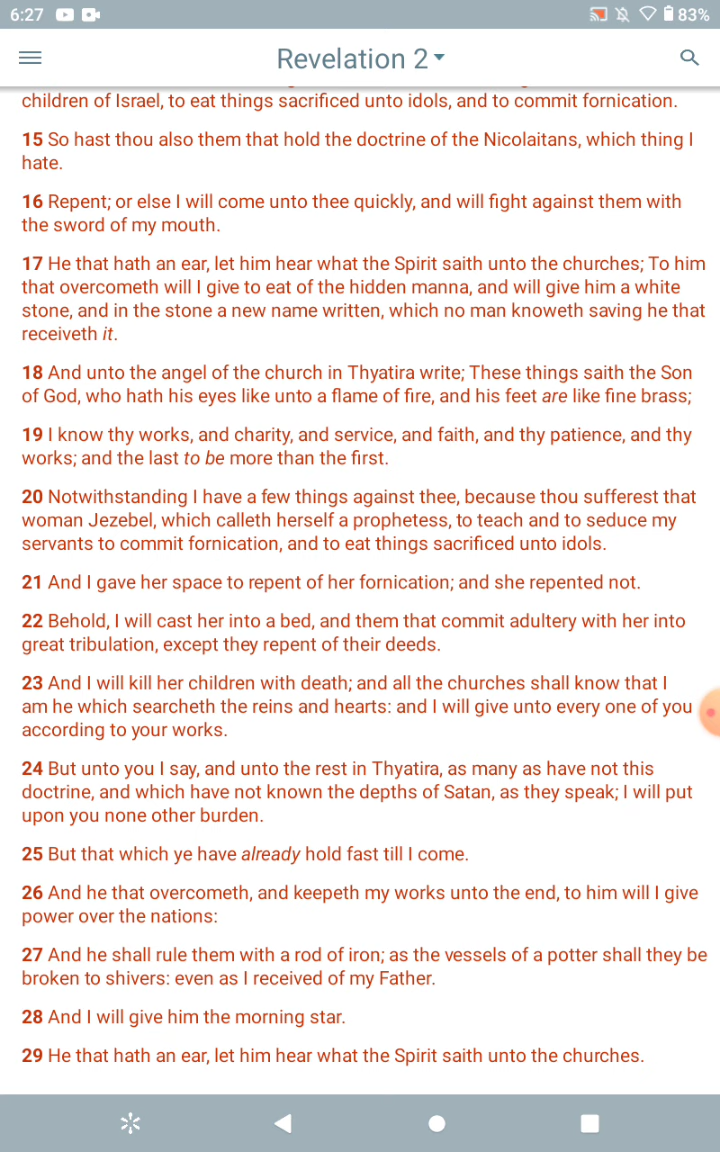 6:27
83%
Revelation 2
children of Israel, to eat things sacrificed unto idols, and to commit fornication.
15 So hast thou also them that hold the doctrine of the Nicolaitans, which thing I
hate.
16 Repent; or else I will come unto thee quickly, and will fight against them with
the sword of my mouth.
17 He that hath an ear, let him hear what the Spirit saith unto the churches; To him
that overcometh will I give to eat of the hidden manna, and will give him a white
stone, and in the stone a new name written, which no man knoweth saving he that
receiveth it.
18 And unto the angel of the church in Thyatira write; These things saith the Son
of God, who hath his eyes like unto a flame of fire, and his feet are like fine brass;
19 I know thy works, and charity, and service, and faith, and thy patience, and thy
works; and the last to be more than the first.
20 Notwithstanding I have a few things against thee, because thou sufferest that
woman Jezebel, which calleth herself a prophetess, to teach and to seduce my
servants to commit fornication, and to eat things sacrificed unto idols.
21 And I gave her space to repent of her fornication; and she repented not.
22 Behold, I will cast her into a bed, and them that commit adultery with her into
great tribulation, except they repent of their deeds.
23 And I will kill her children with death; and all the churches shall know that I
am he which searcheth the reins and hearts: and I will give unto every one of you
according to your works.
24 But unto you I say, and unto the rest in Thyatira, as many as have not this
doctrine, and which have not known the depths of Satan, as they speak; I will put
upon you none other burden.
25 But that which ye have already hold fast till I come.
26 And he that overcometh, and keepeth my works unto the end, to him will I give
power over the nations:
27 And he shall rule them with a rod of iron; as the vessels of a potter shall they be
broken to shivers: even as I received of my Father.
28 And I will give him the morning star.
29 He that hath an ear, let him hear what the Spirit saith unto the churches.